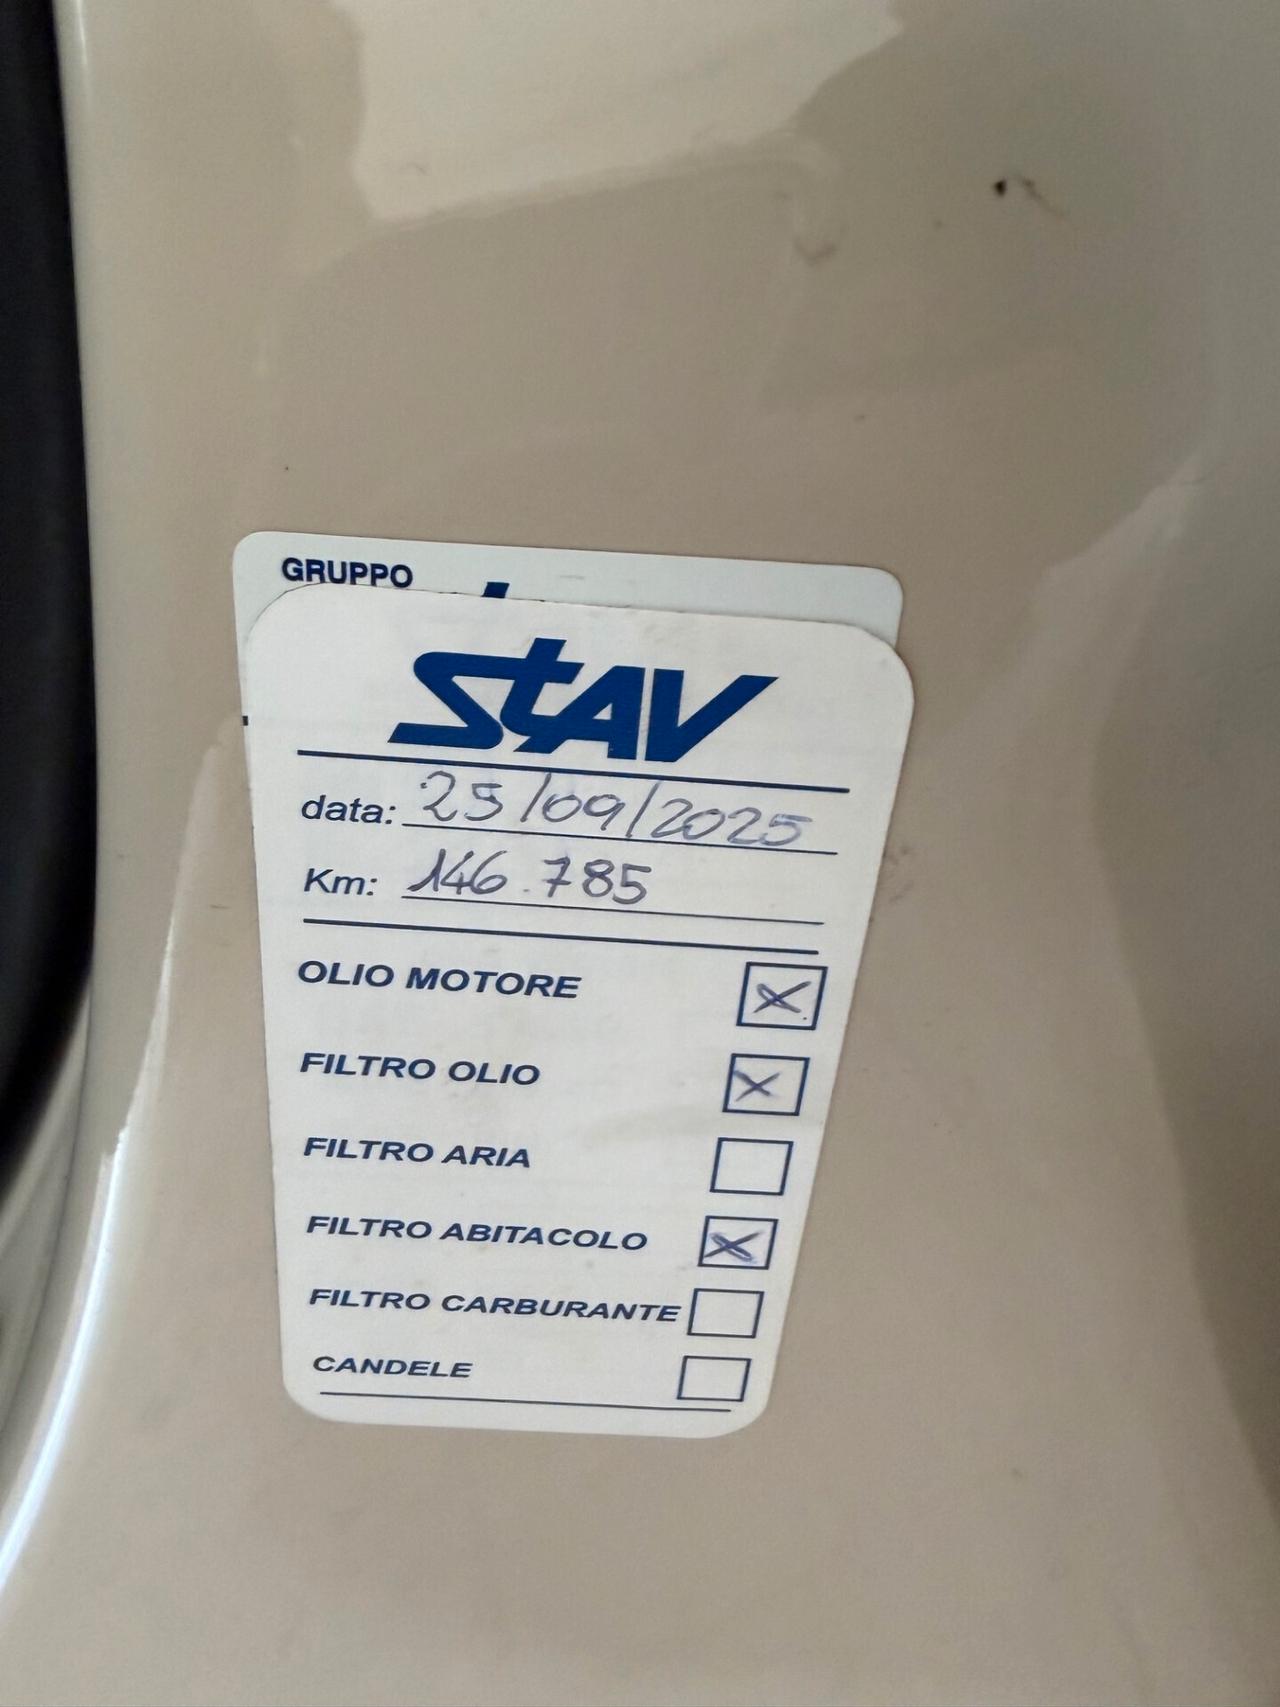 GRUPPO
STAV
data: 25/09/2025
Km: 146.785
OLIO MOTORE
FILTRO OLIO
FILTRO ARIA
FILTRO ABITACOLO
FILTRO CARBURANTE
CANDELE